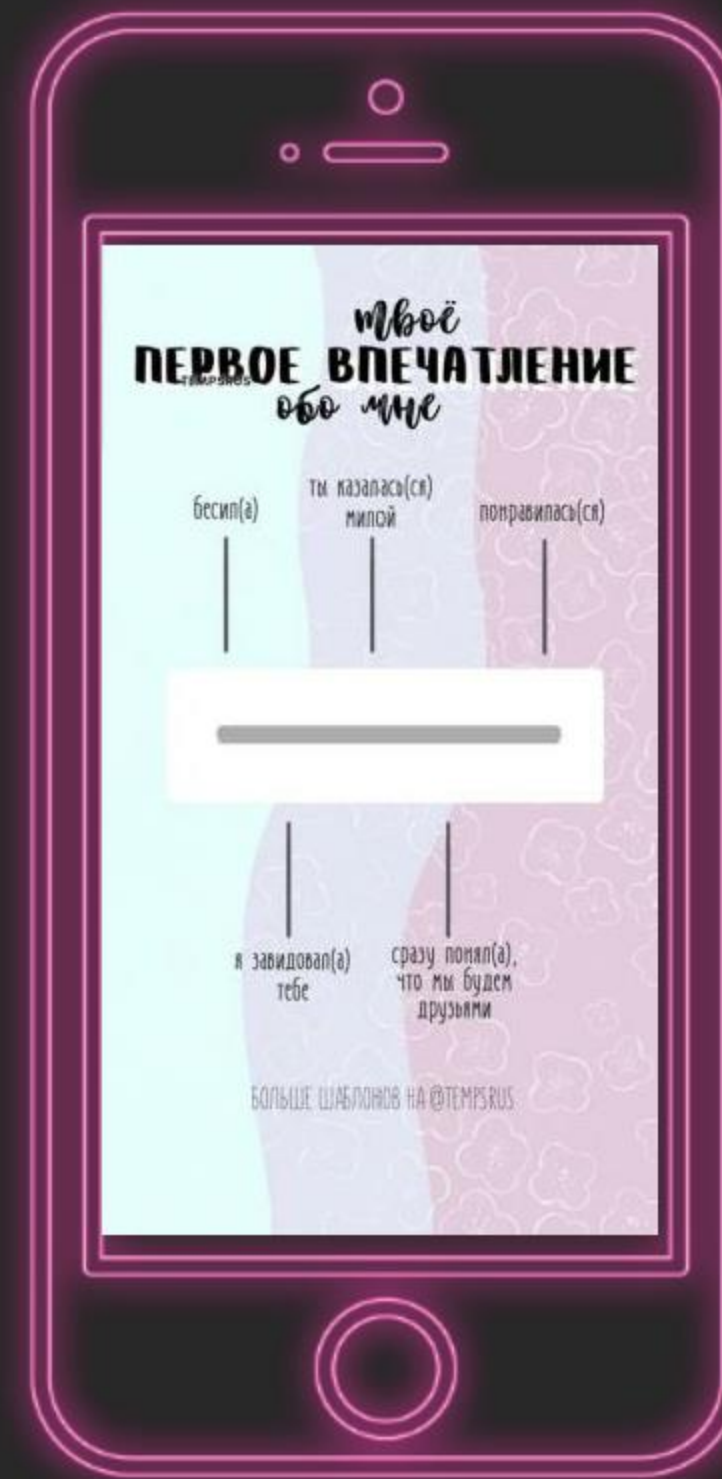 твоё
ПЕРВОЕ ВПЕЧАТЛЕНИЕ
TEMPSRUS
обо мне
бесил(а)
ты казалась(ся)
милой
понравилась(ся)
я завидовал(а)
тебе
сразу понял(а),
что мы будем
друзьями
БОЛЬШЕ ШАБЛОНОВ НА @TEMPSRUS